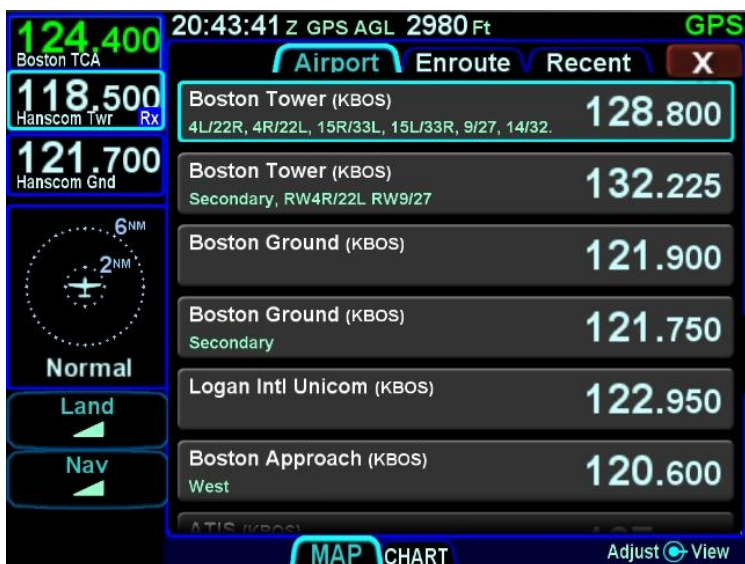 124.400
Boston TCA
118.500
Hanscom Twr Rx
121.700
Hanscom Gnd
6NM
2NM
Normal
Land
Nav
20:43:41 Z GPS AGL 2980 Ft GPS
Airport Enroute Recent X
Boston Tower (KBOS)
4L/22R, 4R/22L, 15R/33L, 15L/33R, 9/27, 14/32.
128.800
Boston Tower (KBOS)
Secondary, RW4R/22L RW9/27
132.225
Boston Ground (KBOS)
121.900
Boston Ground (KBOS)
Secondary
121.750
Logan Intl Unicom (KBOS)
122.950
Boston Approach (KBOS)
West
120.600
ATIS (KBOS)
MAP CHART Adjust View